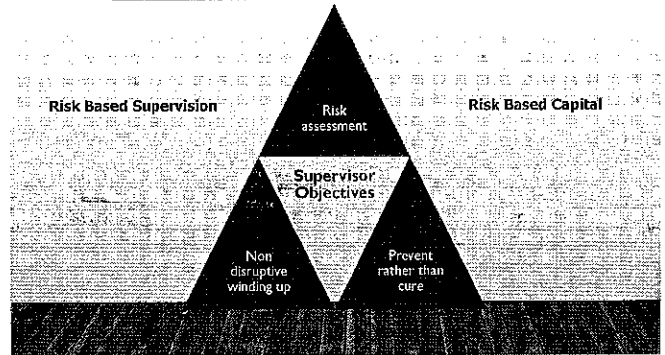 Risk Based Supervision
Risk Based Capital
Risk
assessment
Supervisor
Objectives
Non
disruptive
winding up
Prevent
rather than
cure